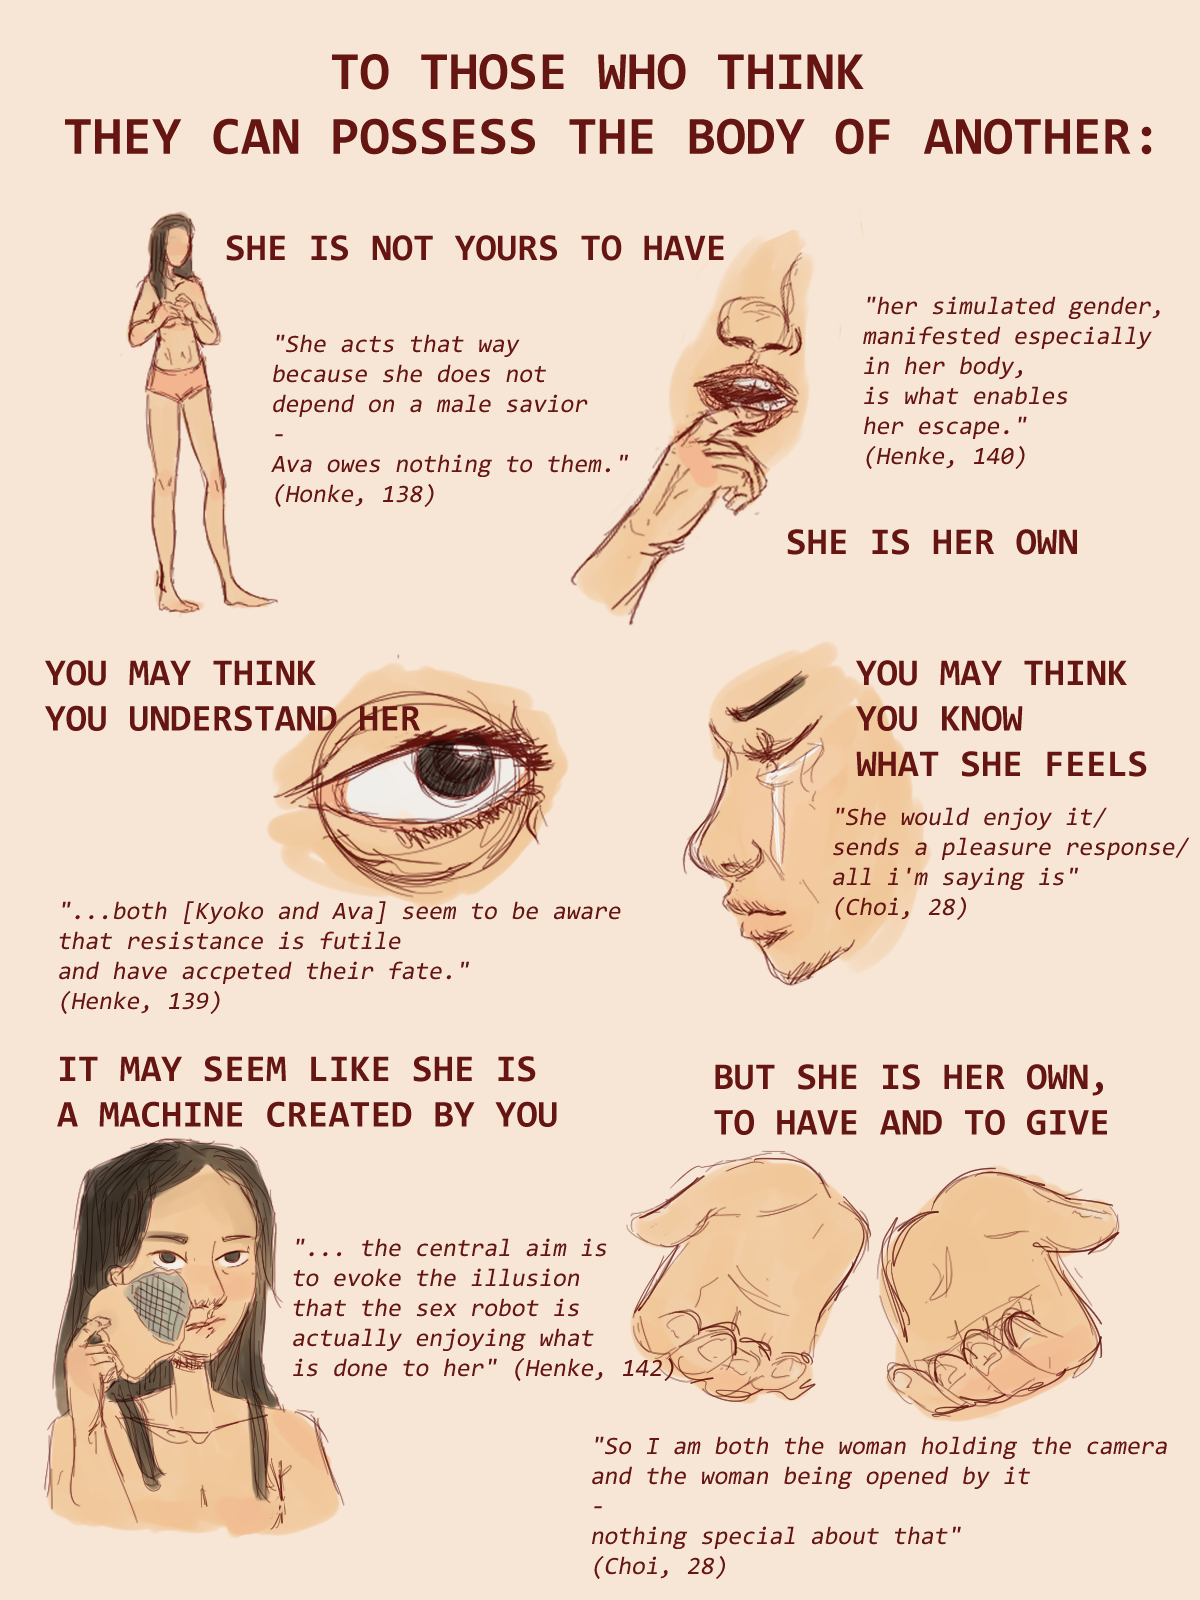 TO THOSE WHO THINK
THEY CAN POSSESS THE BODY OF ANOTHER:
SHE IS NOT YOURS TO HAVE
"She acts that way
because she does not
depend on a male savior
-
Ava owes nothing to them."
(Honke, 138)
"her simulated gender,
manifested especially
in her body,
is what enables
her escape."
(Henke, 140)
SHE IS HER OWN
YOU MAY THINK
YOU UNDERSTAND HER
"...both [Kyoko and Ava] seem to be aware
that resistance is futile
and have accpeted their fate."
(Henke, 139)
YOU MAY THINK
YOU KNOW
WHAT SHE FEELS
"She would enjoy it/
sends a pleasure response/
all i'm saying is"
(Choi, 28)
IT MAY SEEM LIKE SHE IS
A MACHINE CREATED BY YOU
"... the central aim is
to evoke the illusion
that the sex robot is
actually enjoying what
is done to her" (Henke, 142)
BUT SHE IS HER OWN,
TO HAVE AND TO GIVE
"So I am both the woman holding the camera
and the woman being opened by it
-
nothing special about that"
(Choi, 28)